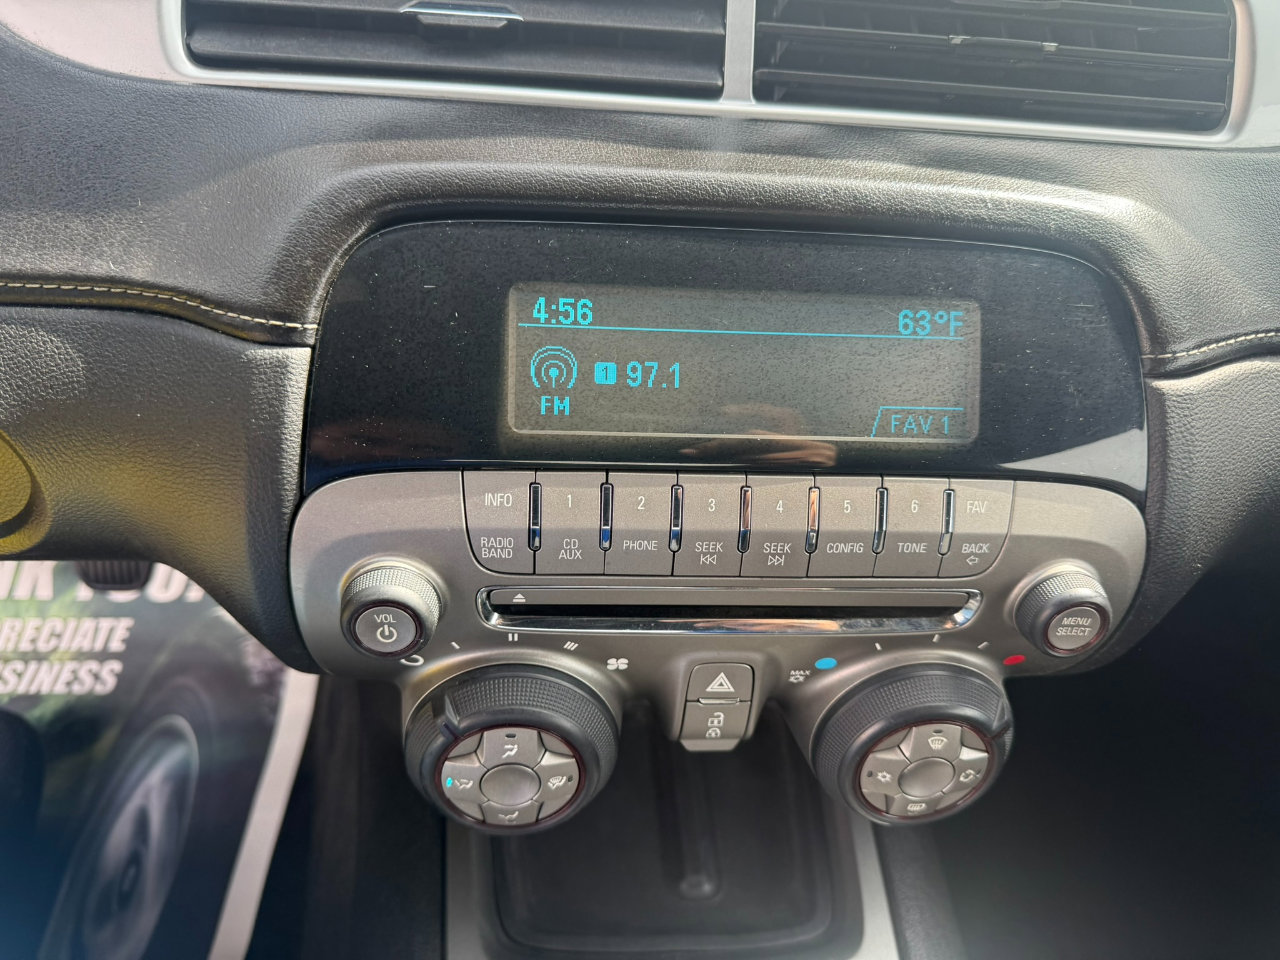 4:56
63°F
1 97.1
FM
FAV 1
INFO
1
2
3
4
5
6
FAV
RADIO
BAND
CD
AUX
PHONE
SEEK
SEEK
CONFIG
TONE
BACK
VOL
MENU
SELECT
MAX
RECIATE
SINESS